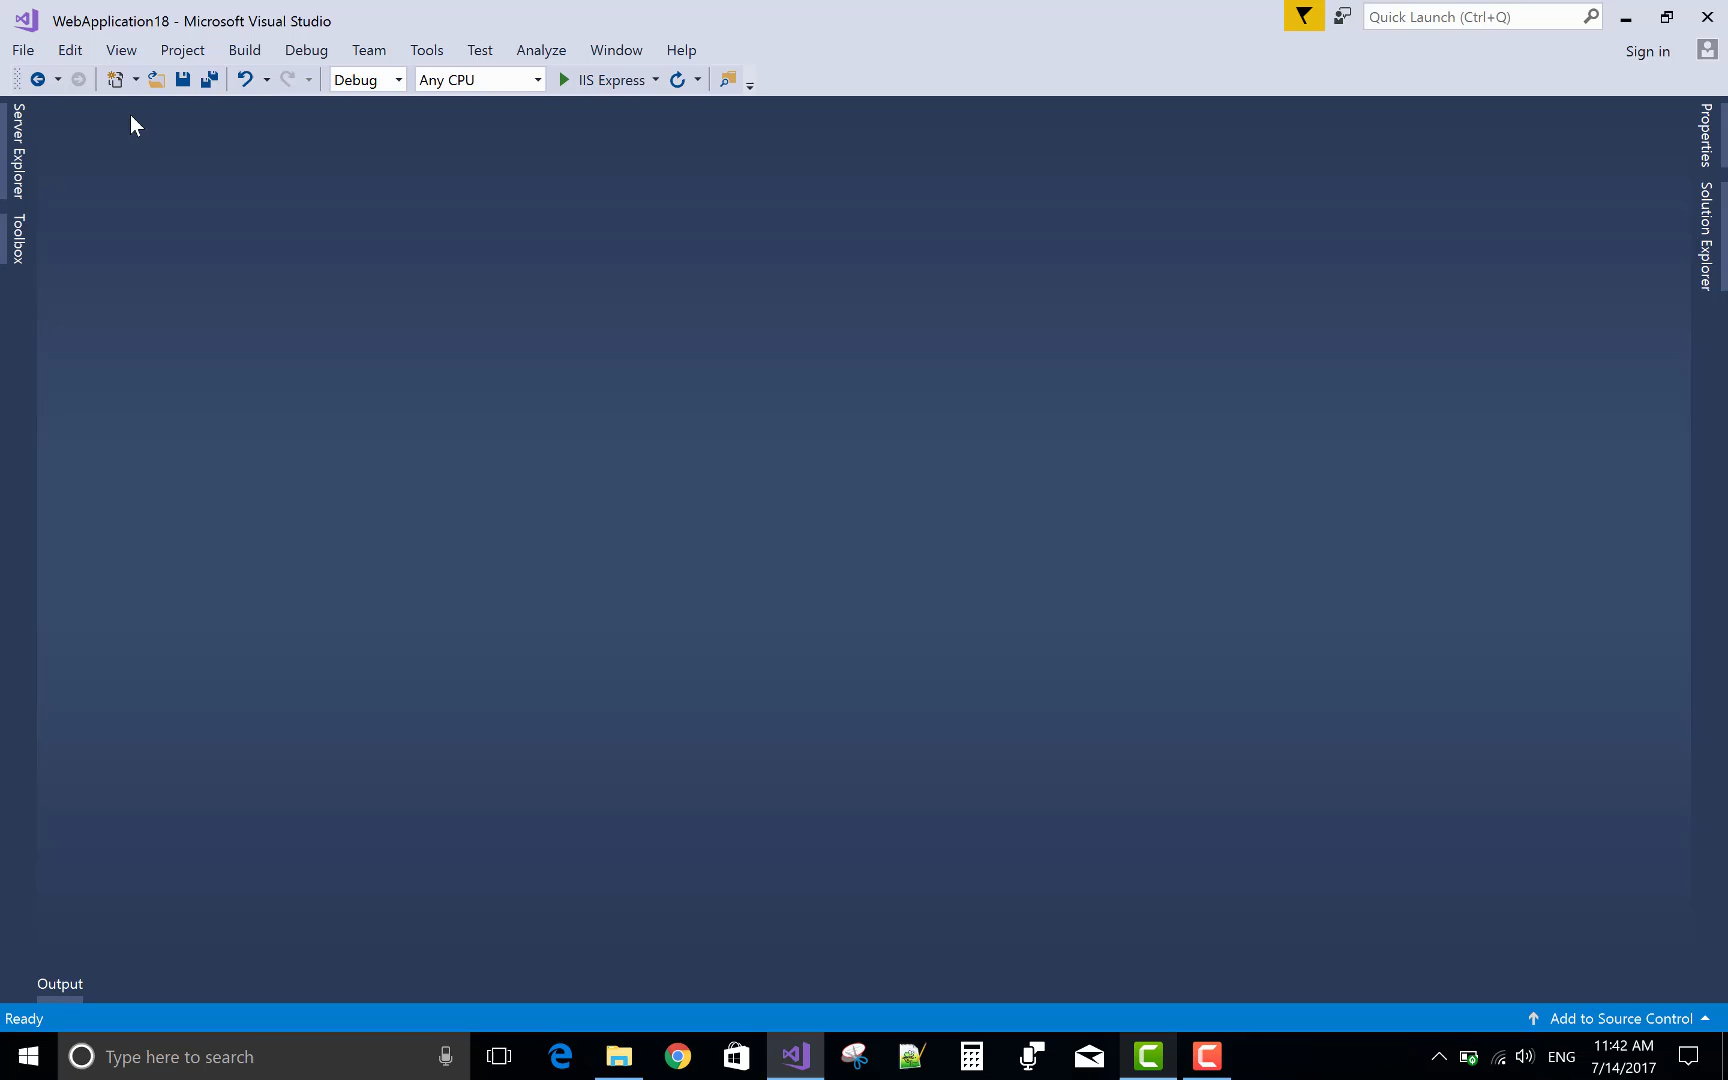 WebApplication18 - Microsoft Visual Studio
Quick Launch (Ctrl+Q)
File Edit View Project Build Debug Team Tools Test Analyze Window Help
Sign in
Debug Any CPU IIS Express
Server Explorer
Toolbox
Properties
Solution Explorer
Output
Ready
Add to Source Control
Type here to search
ENG
11:42 AM
7/14/2017